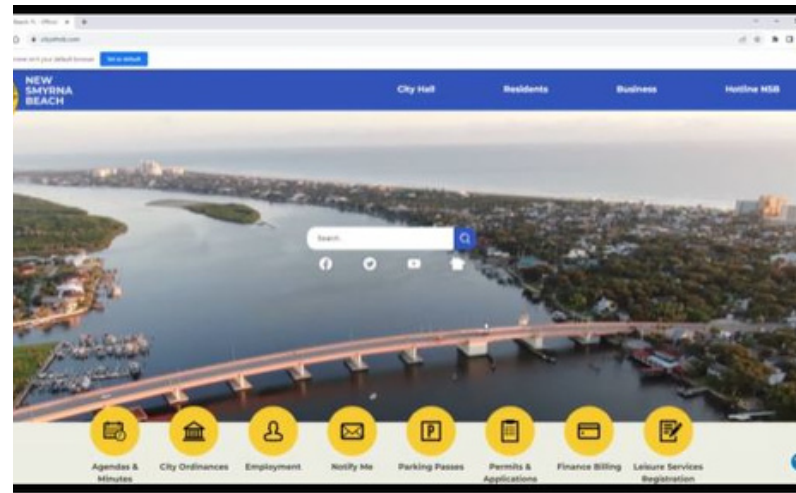 NEW
SMYRNA
BEACH
City Hall Residents Business Hotline NSB
Search
P
Agendas &
Minutes
City Ordinances
Employment
Notify Me
Parking Passes
Permits &
Applications
Finance Billing
Leisure Services
Registration